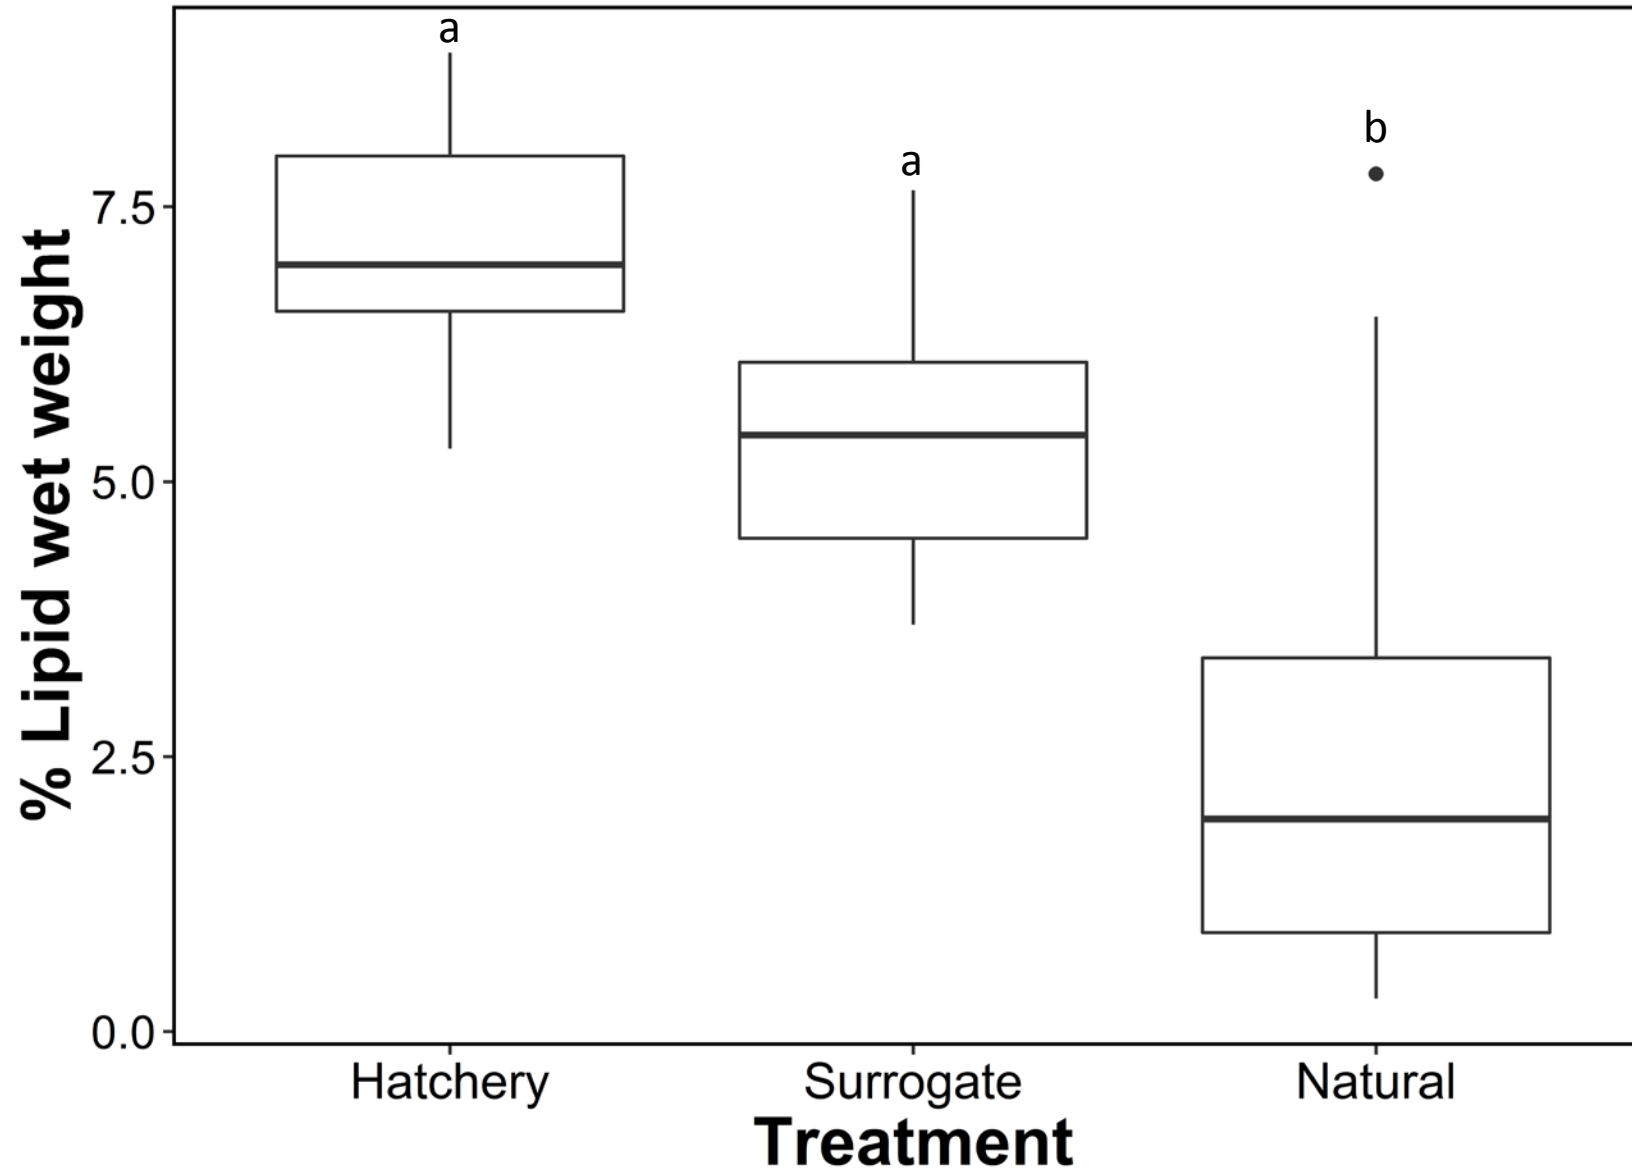 a
a
b
7.5
5.0
2.5
0.0
% Lipid wet weight
Hatchery
Surrogate
Natural
Treatment